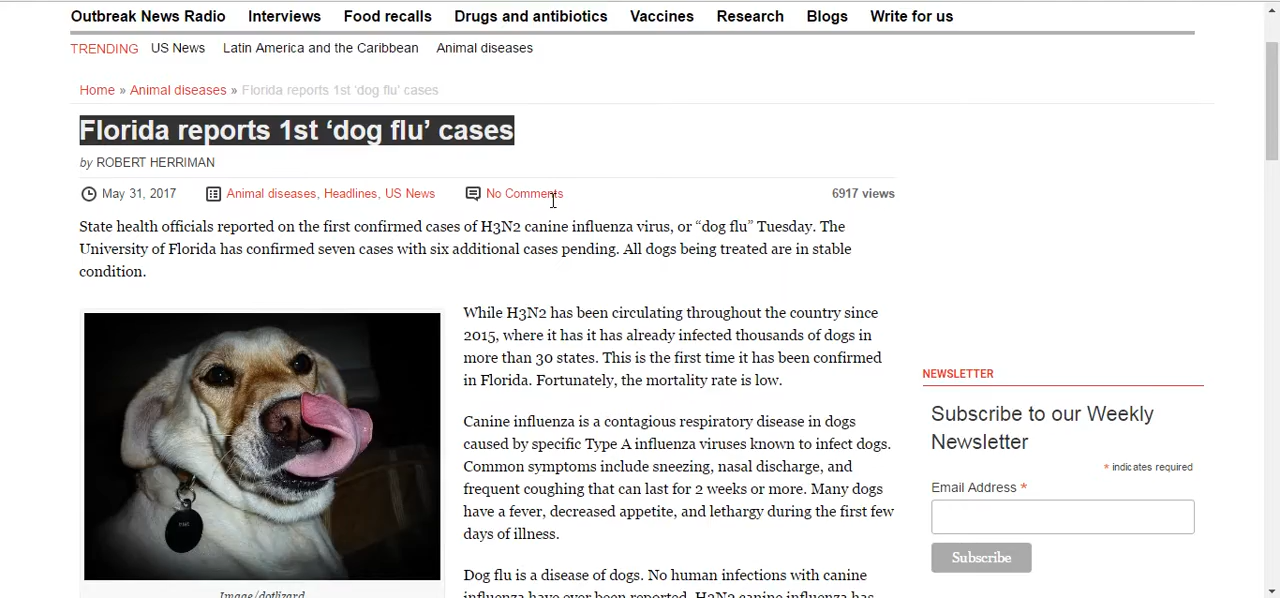 Outbreak News Radio Interviews Food recalls Drugs and antibiotics Vaccines Research Blogs Write for us
TRENDING US News Latin America and the Caribbean Animal diseases
Home » Animal diseases » Florida reports 1st ‘dog flu’ cases
Florida reports 1st ‘dog flu’ cases
by ROBERT HERRIMAN
May 31, 2017 Animal diseases, Headlines, US News No Comments 6917 views
State health officials reported on the first confirmed cases of H3N2 canine influenza virus, or “dog flu” Tuesday. The
University of Florida has confirmed seven cases with six additional cases pending. All dogs being treated are in stable
condition.
While H3N2 has been circulating throughout the country since
2015, where it has it has already infected thousands of dogs in
more than 30 states. This is the first time it has been confirmed
in Florida. Fortunately, the mortality rate is low.
Canine influenza is a contagious respiratory disease in dogs
caused by specific Type A influenza viruses known to infect dogs.
Common symptoms include sneezing, nasal discharge, and
frequent coughing that can last for 2 weeks or more. Many dogs
have a fever, decreased appetite, and lethargy during the first few
days of illness.
Dog flu is a disease of dogs. No human infections with canine
influenza have ever been reported. H3N2 canine influenza has
Image/dotlizard
NEWSLETTER
Subscribe to our Weekly
Newsletter
* indicates required
Email Address *
Subscribe